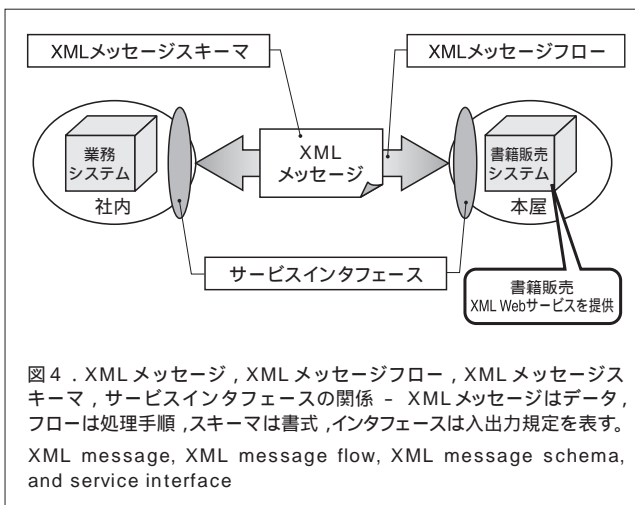 XMLメッセージスキーマ
XMLメッセージフロー
業務
システム
社内
XML
メッセージ
書籍販売
システム
本屋
サービスインタフェース
書籍販売
XML Webサービスを提供
図4．XMLメッセージ，XMLメッセージフロー，XMLメッセージス
キーマ，サービスインタフェースの関係 － XMLメッセージはデータ，
フローは処理手順，スキーマは書式，インタフェースは入出力規定を表す。
XML message, XML message flow, XML message schema,
and service interface